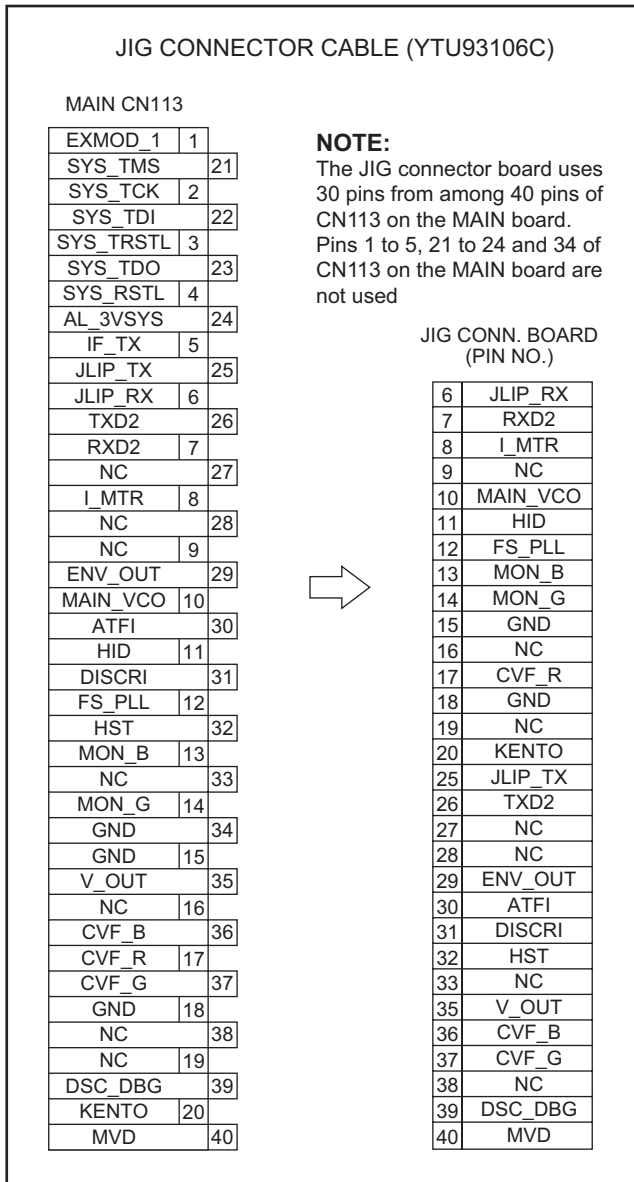 JIG CONNECTOR CABLE (YTU93106C)
MAIN CN113
EXMOD_1 1
SYS_TMS 21
SYS_TCK 2
SYS_TDI 22
SYS_TRSTL 3
SYS_TDO 23
SYS_RSTL 4
AL_3VSYS 24
IF_TX 5
JLIP_TX 25
JLIP_RX 6
TXD2 26
RXD2 7
NC 27
I_MTR 8
NC 28
NC 9
ENV_OUT 29
MAIN_VCO 10
ATFI 30
HID 11
DISCRI 31
FS_PLL 12
HST 32
MON_B 13
NC 33
MON_G 14
GND 34
GND 15
V_OUT 35
NC 16
CVF_B 36
CVF_R 17
CVF_G 37
GND 18
NC 38
NC 19
DSC_DBG 39
KENTO 20
MVD 40
NOTE:
The JIG connector board uses
30 pins from among 40 pins of
CN113 on the MAIN board.
Pins 1 to 5, 21 to 24 and 34 of
CN113 on the MAIN board are
not used
JIG CONN. BOARD
(PIN NO.)
6 JLIP_RX
7 RXD2
8 I_MTR
9 NC
10 MAIN_VCO
11 HID
12 FS_PLL
13 MON_B
14 MON_G
15 GND
16 NC
17 CVF_R
18 GND
19 NC
20 KENTO
25 JLIP_TX
26 TXD2
27 NC
28 NC
29 ENV_OUT
30 ATFI
31 DISCRI
32 HST
33 NC
35 V_OUT
36 CVF_B
37 CVF_G
38 NC
39 DSC_DBG
40 MVD